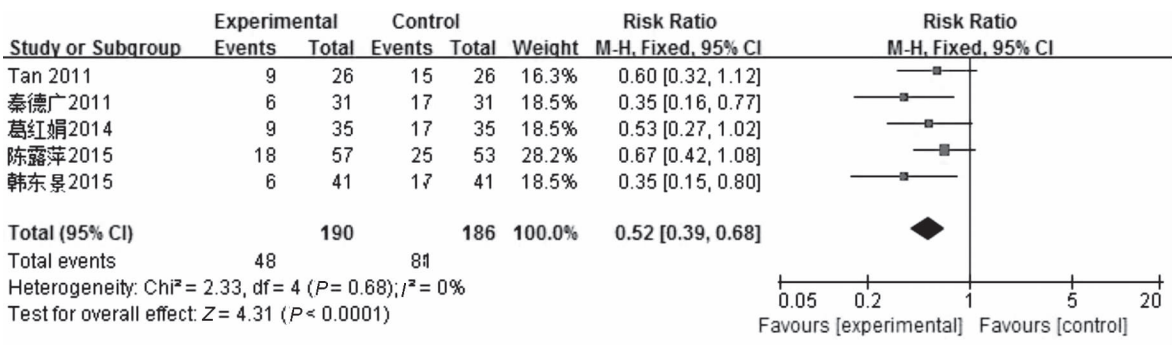 Experimental Control Risk Ratio Risk Ratio
Study or Subgroup Events Total Events Total Weight M-H, Fixed, 95% CI M-H, Fixed, 95% CI
Tan 2011 9 26 15 26 16.3% 0.60 [0.32, 1.12]
秦德广2011 6 31 17 31 18.5% 0.35 [0.16, 0.77]
葛红娟2014 9 35 17 35 18.5% 0.53 [0.27, 1.02]
陈露萍2015 18 57 25 53 28.2% 0.67 [0.42, 1.08]
韩东景2015 6 41 17 41 18.5% 0.35 [0.15, 0.80]
Total (95% CI) 190 186 100.0% 0.52 [0.39, 0.68]
Total events 48
Heterogeneity: Chi² = 2.33, df = 4 (P = 0.68); I² = 0%
Test for overall effect: Z = 4.31 (P < 0.0001)
0.05 0.2 1 5 20
Favours [experimental] Favours [control]